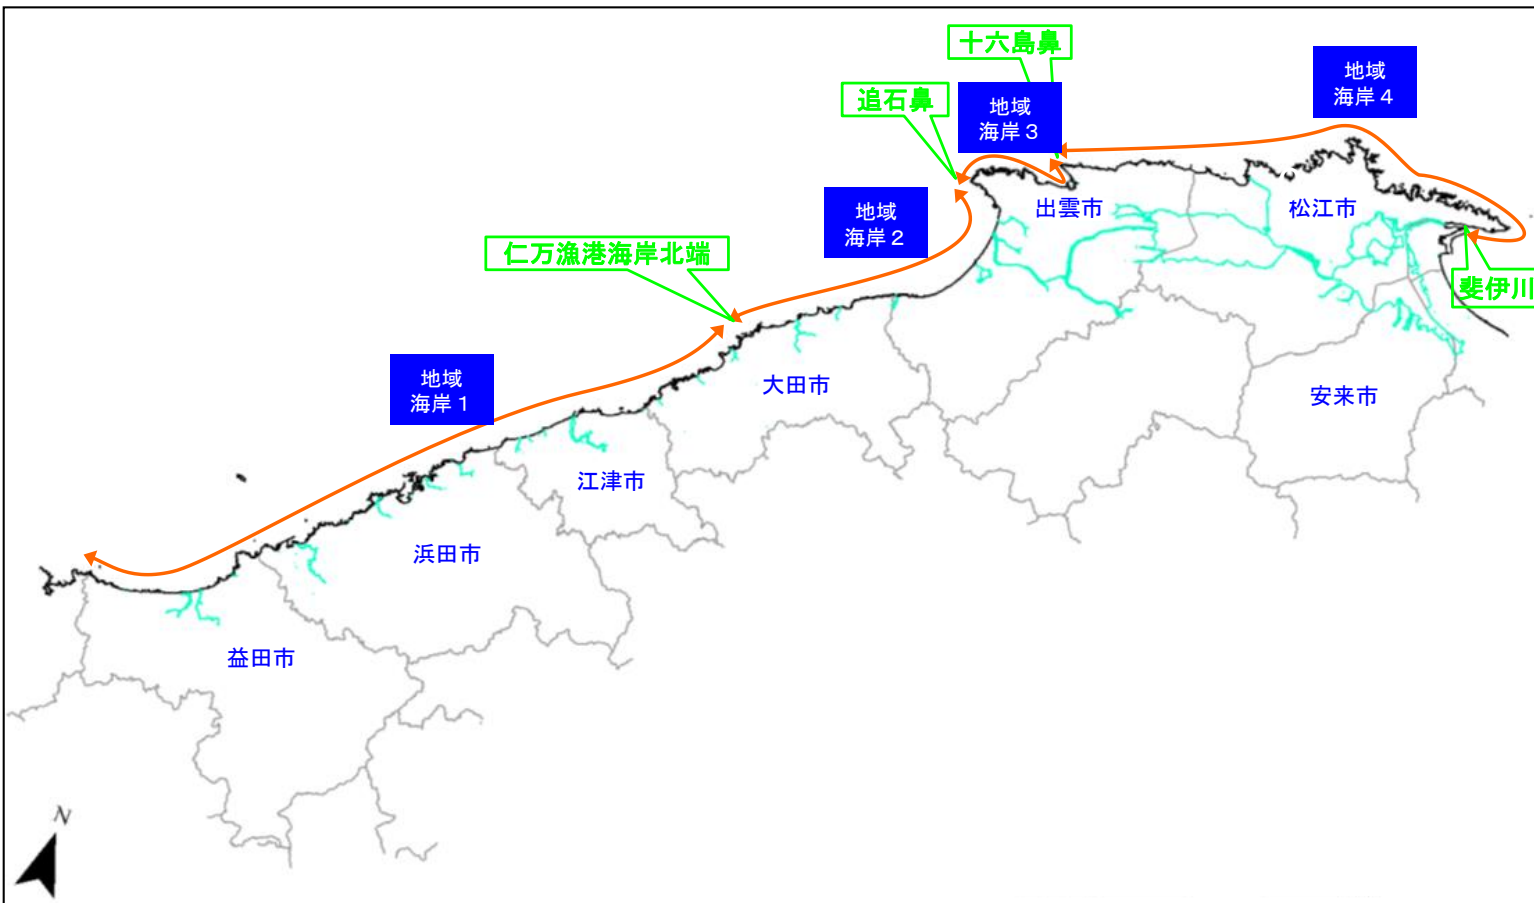 十六島鼻
追石鼻
地域
海岸３
地域
海岸４
地域
海岸２
出雲市
松江市
仁万漁港海岸北端
斐伊川
地域
海岸１
大田市
安来市
江津市
浜田市
益田市
N